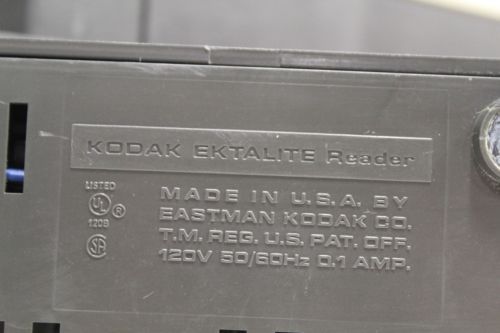 KODAK EKTALITE Reader
LISTED
UL ®
120B
SA
MADE IN U.S.A. BY
EASTMAN KODAK CO.
T.M. REG. U.S. PAT. OFF.
120V 50/60Hz 0.1 AMP.